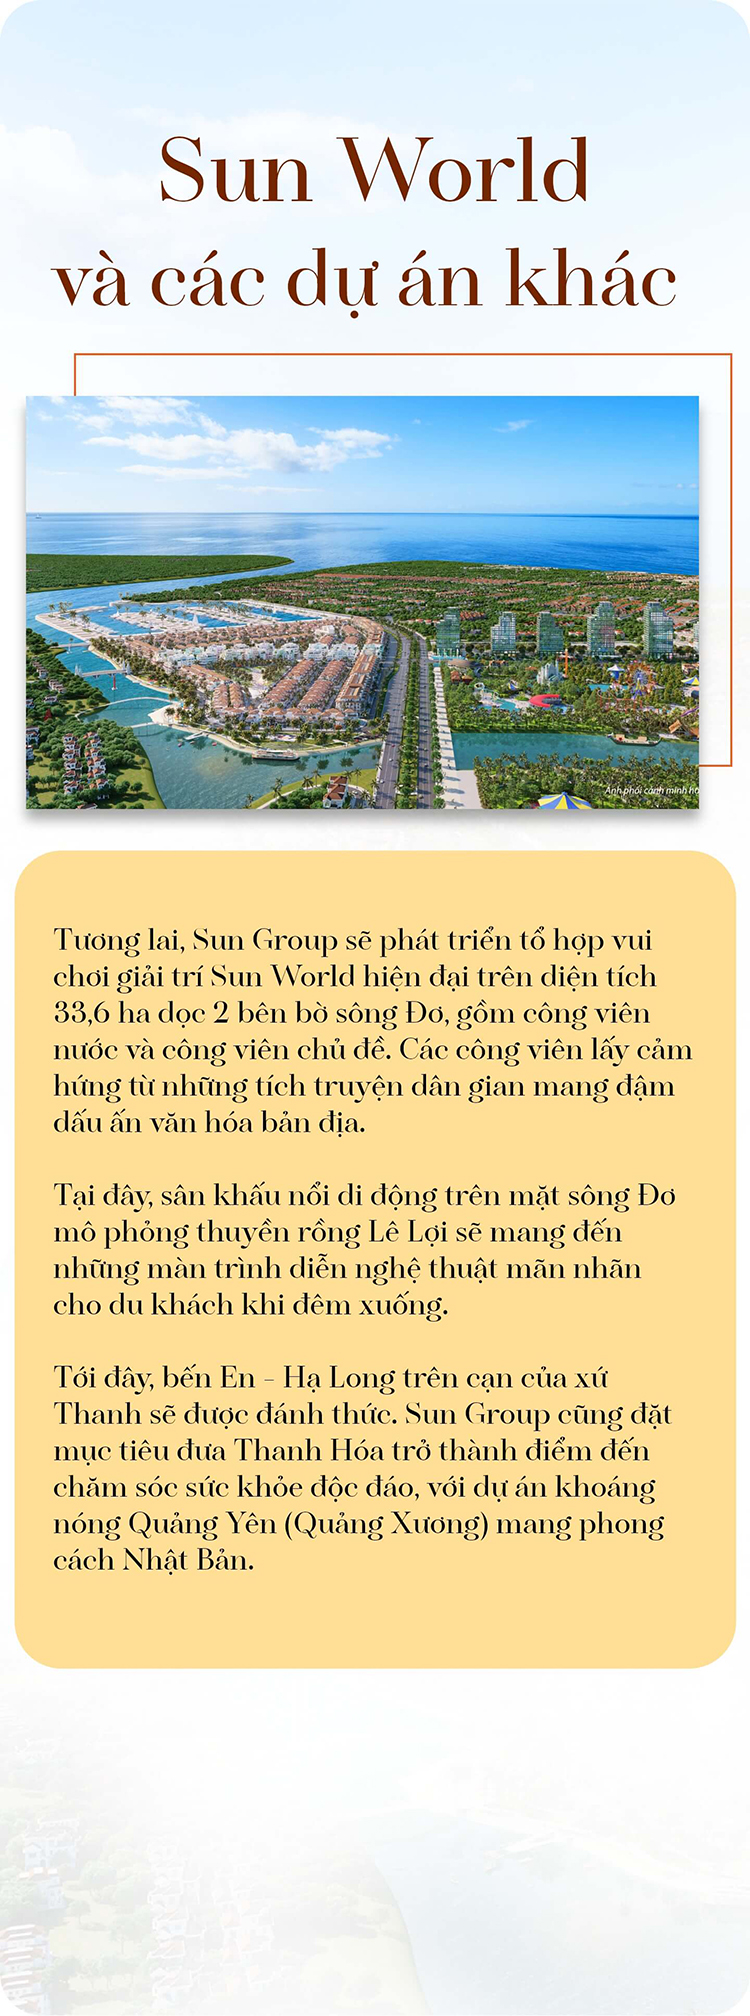 Sun World
và các dự án khác
Ảnh phối cảnh minh họ
Tương lai, Sun Group sẽ phát triển tổ hợp vui
chơi giải trí Sun World hiện đại trên diện tích
33,6 ha dọc 2 bên bờ sông Đơ, gồm công viên
nước và công viên chủ đề. Các công viên lấy cảm
hứng từ những tích truyện dân gian mang đậm
dấu ấn văn hóa bản địa.
Tại đây, sân khấu nổi di động trên mặt sông Đơ
mô phỏng thuyền rồng Lê Lợi sẽ mang đến
những màn trình diễn nghệ thuật mãn nhãn
cho du khách khi đêm xuống.
Tới đây, bến En - Hạ Long trên cạn của xứ
Thanh sẽ được đánh thức. Sun Group cũng đặt
mục tiêu đưa Thanh Hóa trở thành điểm đến
chăm sóc sức khỏe độc đáo, với dự án khoáng
nóng Quảng Yên (Quảng Xương) mang phong
cách Nhật Bản.